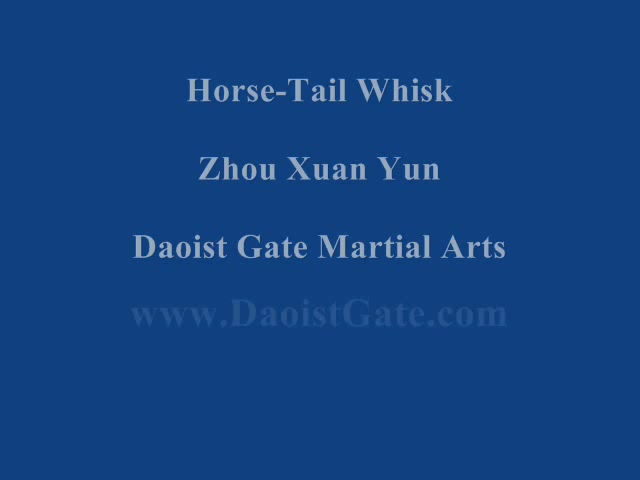 Horse-Tail Whisk
Zhou Xuan Yun
Daoist Gate Martial Arts
www.DaoistGate.com